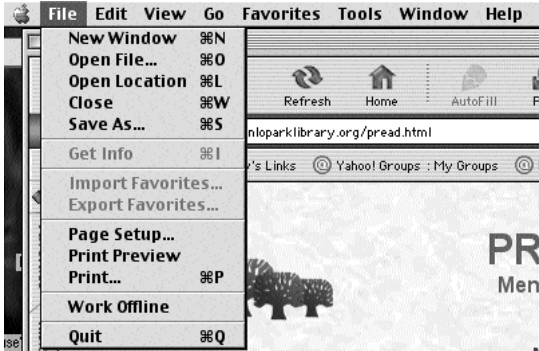 File Edit View Go Favorites Tools Window Help
New Window ⌘N
Open File... ⌘O
Open Location ⌘L
Close ⌘W
Save As... ⌘S
Get Info ⌘I
Import Favorites...
Export Favorites...
Page Setup...
Print Preview
Print... ⌘P
Work Offline
Quit ⌘Q
Refresh Home AutoFill P
nloparklibrary.org/pread.html
's Links @ Yahoo! Groups : My Groups @
PR
Men